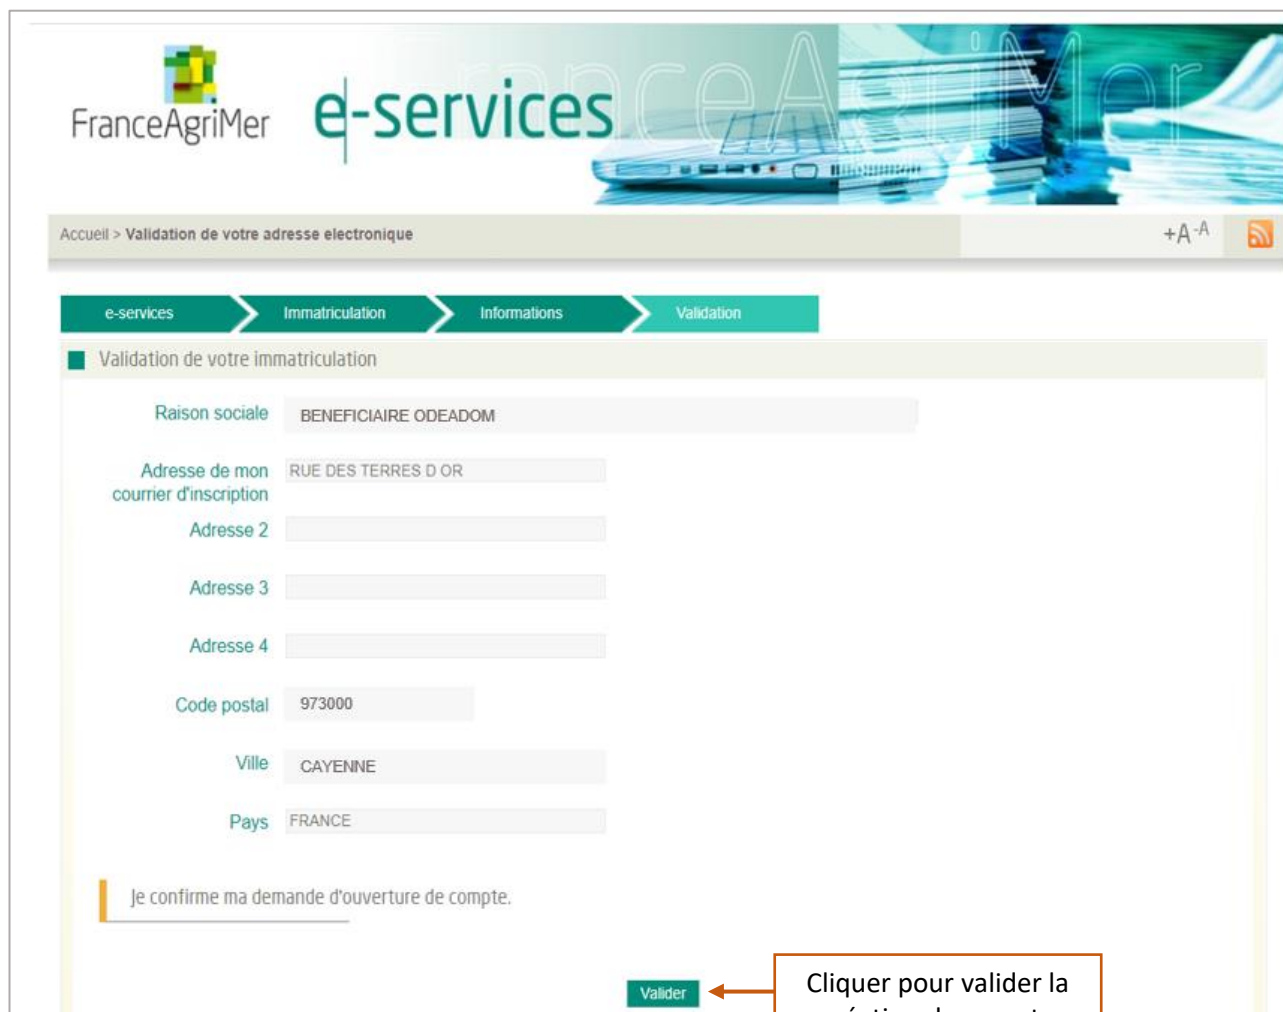 FranceAgriMer
e-services
FranceAgriMer
Accueil > Validation de votre adresse electronique
+A -A
e-services
Immatriculation
Informations
Validation
Validation de votre immatriculation
Raison sociale
BENEFICIAIRE ODEADOM
Adresse de mon
courrier d'inscription
RUE DES TERRES D OR
Adresse 2
Adresse 3
Adresse 4
Code postal
973000
Ville
CAYENNE
Pays
FRANCE
Je confirme ma demande d'ouverture de compte.
Valider
Cliquer pour valider la